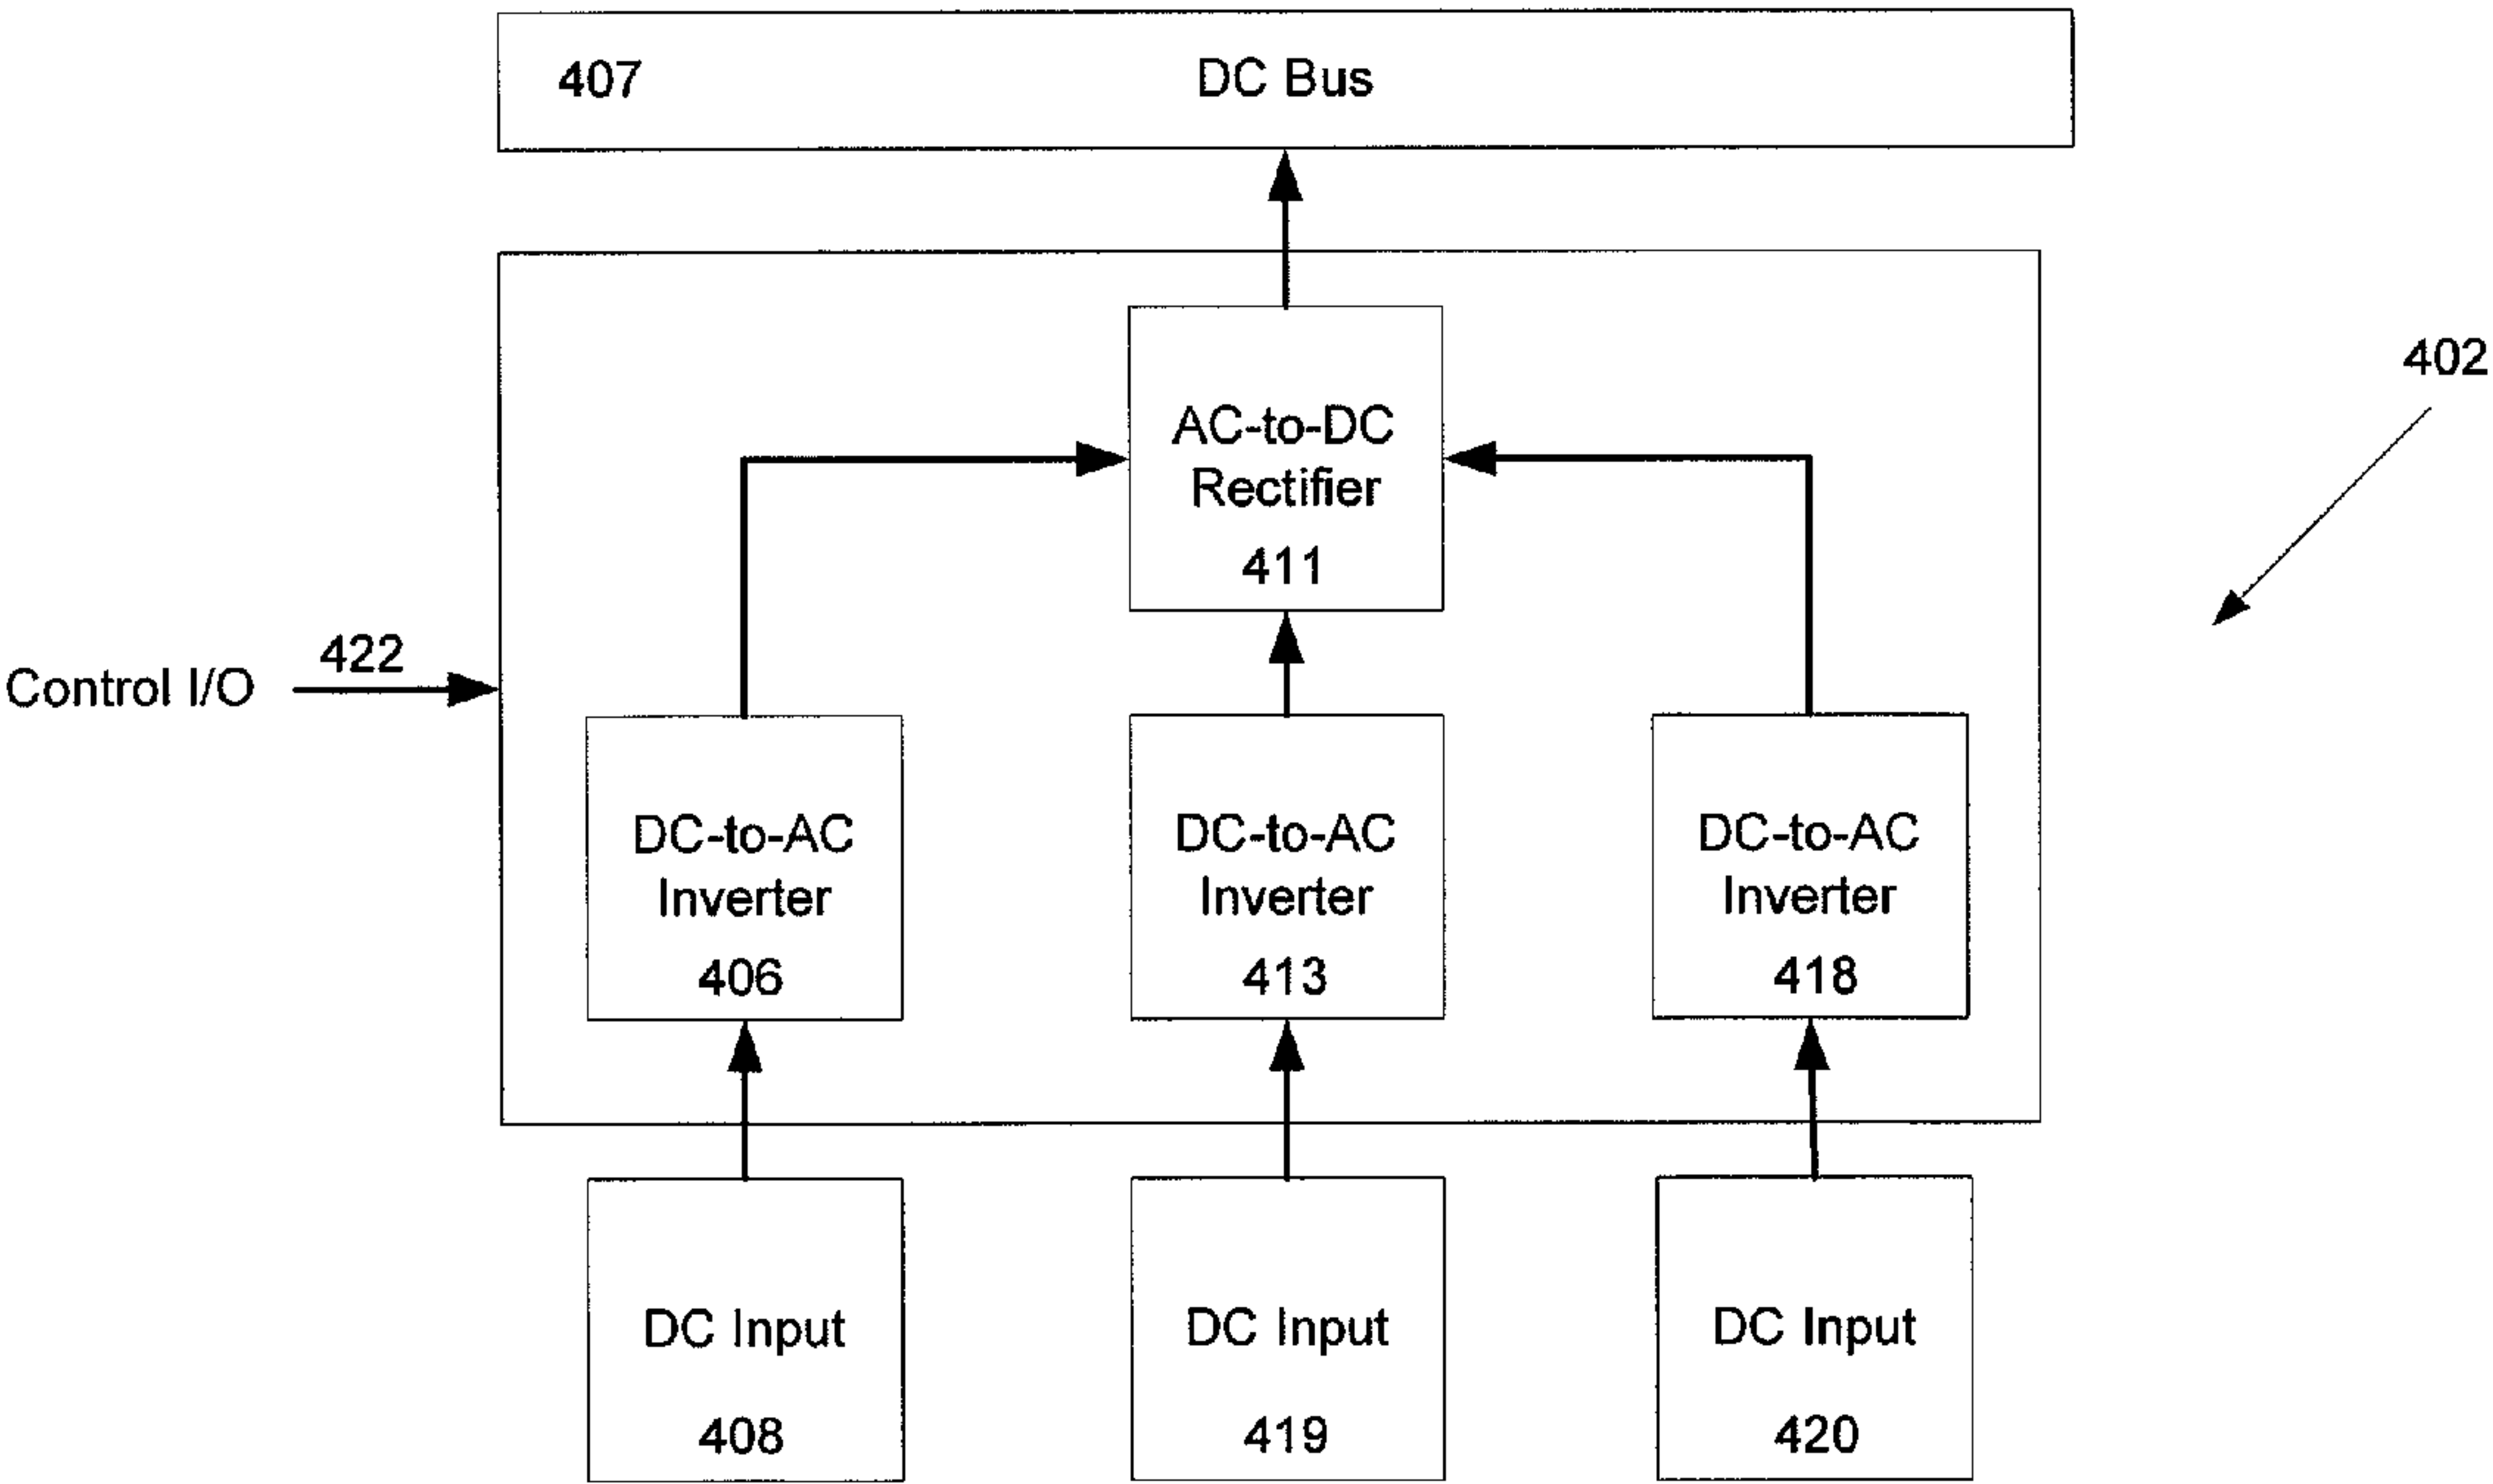 407 DC Bus
402
AC-to-DC
Rectifier
411
422
Control I/O
DC-to-AC
Inverter
406
DC-to-AC
Inverter
413
DC-to-AC
Inverter
418
DC Input
408
DC Input
419
DC Input
420